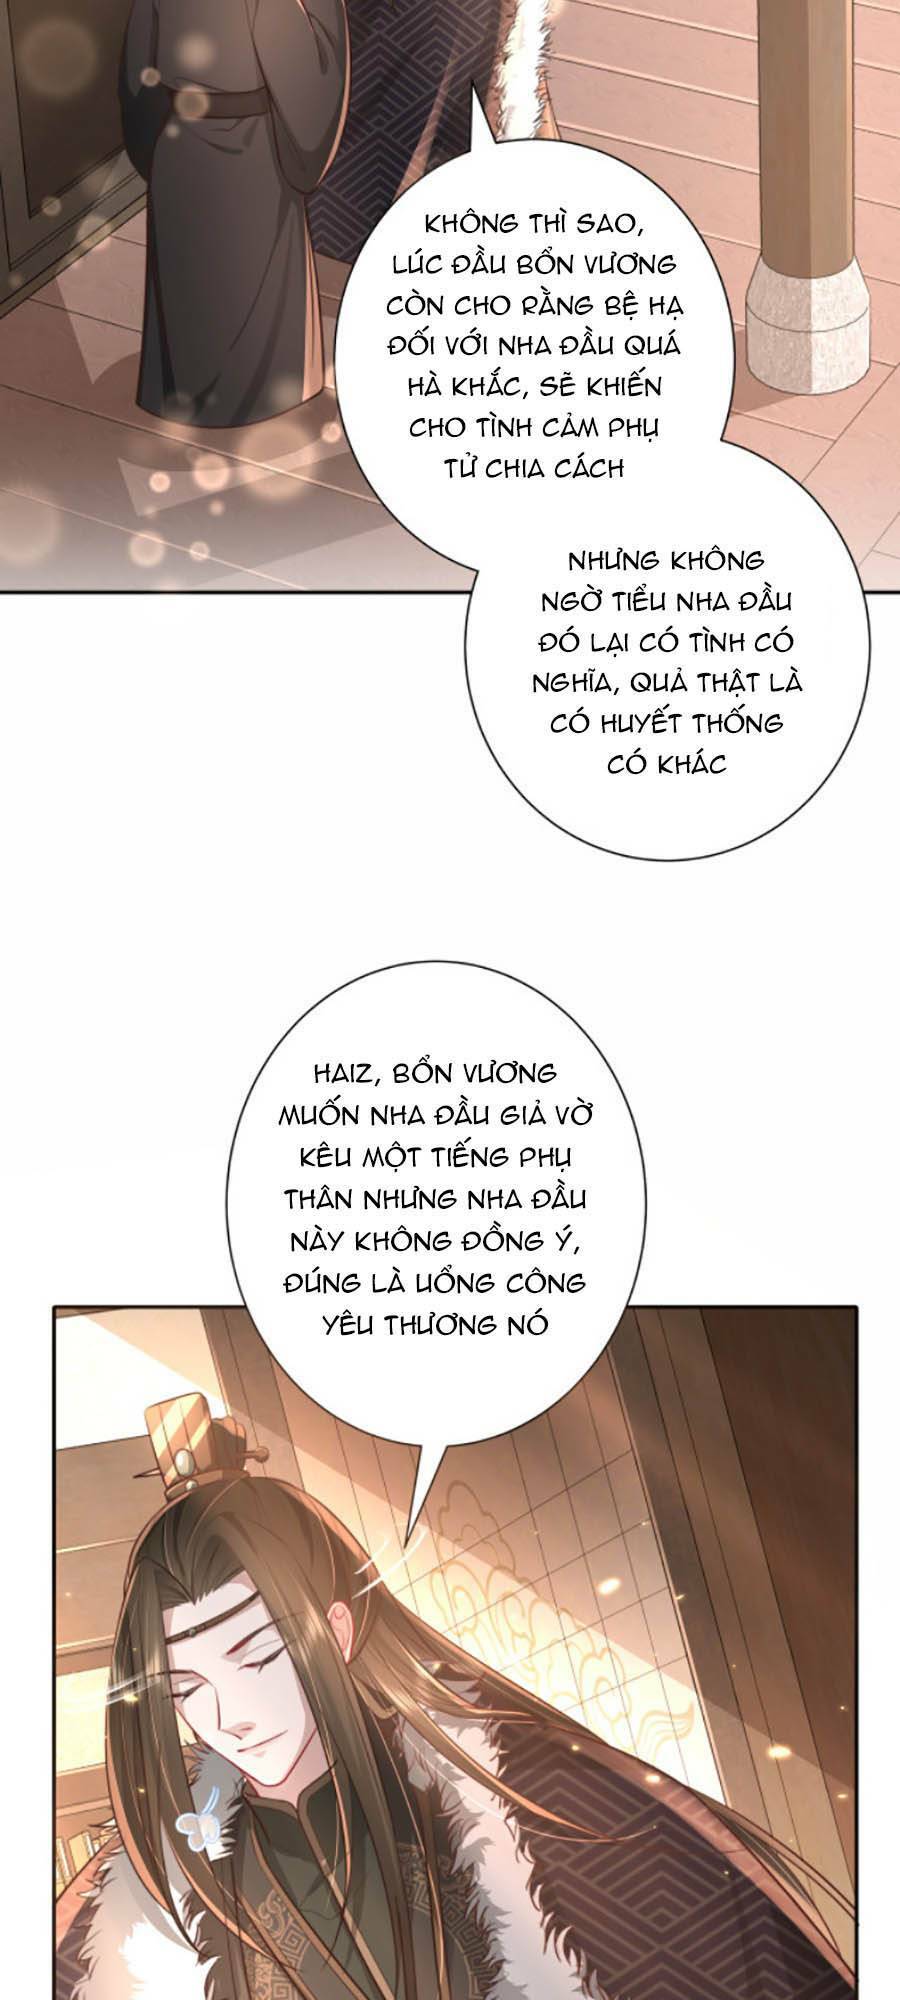 KHÔNG THÌ SAO,
LÚC ĐẦU BỔN VƯƠNG
CÒN CHO RẰNG BỆ HẠ
ĐỐI VỚI NHA ĐẦU QUÁ
HÀ KHẮC, SẼ KHIẾN
CHO TÌNH CẢM PHỤ
TỬ CHIA CÁCH
NHƯNG KHÔNG
NGỜ TIỂU NHA ĐẦU
ĐÓ LẠI CÓ TÌNH CÓ
NGHĨA, QUẢ THẬT LÀ
CÓ HUYẾT THỐNG
CÓ KHÁC
HAIZ, BỔN VƯƠNG
MUỐN NHA ĐẦU GIẢ VỜ
KÊU MỘT TIẾNG PHỤ
THÂN NHƯNG NHA ĐẦU
NÀY KHÔNG ĐỒNG Ý,
ĐÚNG LÀ UỔNG CÔNG
YÊU THƯƠNG NÓ